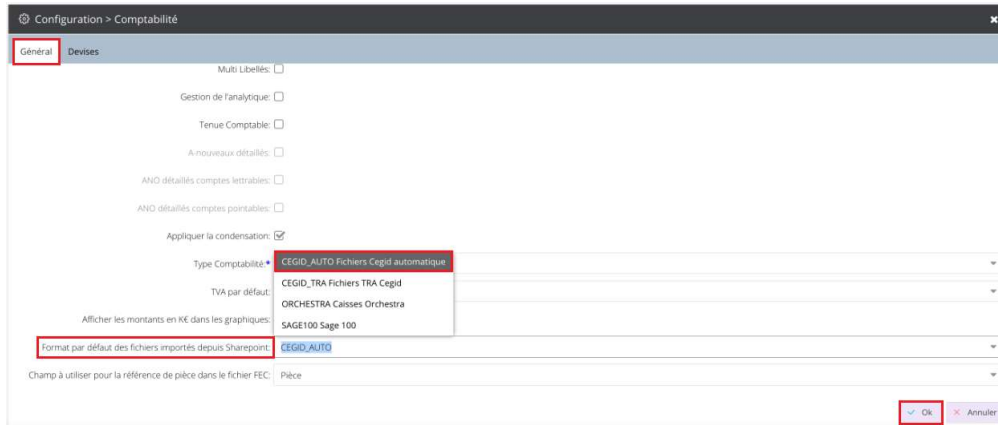 Configuration > Comptabilité
Général Devises
Multi Libellés:
Gestion de l'analytique:
Tenue Comptable:
A-nouveaux détaillés:
ANO détaillés comptes lettrables:
ANO détaillés comptes pointables:
Appliquer la condensation:
Type Comptabilité:* CEGID_AUTO Fichiers Cegid automatique
CEGID_TRA Fichiers TRA Cegid
TVA par défaut:
ORCHESTRA Caisses Orchestra
Afficher les montants en K€ dans les graphiques:
SAGE100 Sage 100
Format par défaut des fichiers importés depuis Sharepoint: CEGID_AUTO
Champ à utiliser pour la référence de pièce dans le fichier FEC: Pièce
Ok Annuler